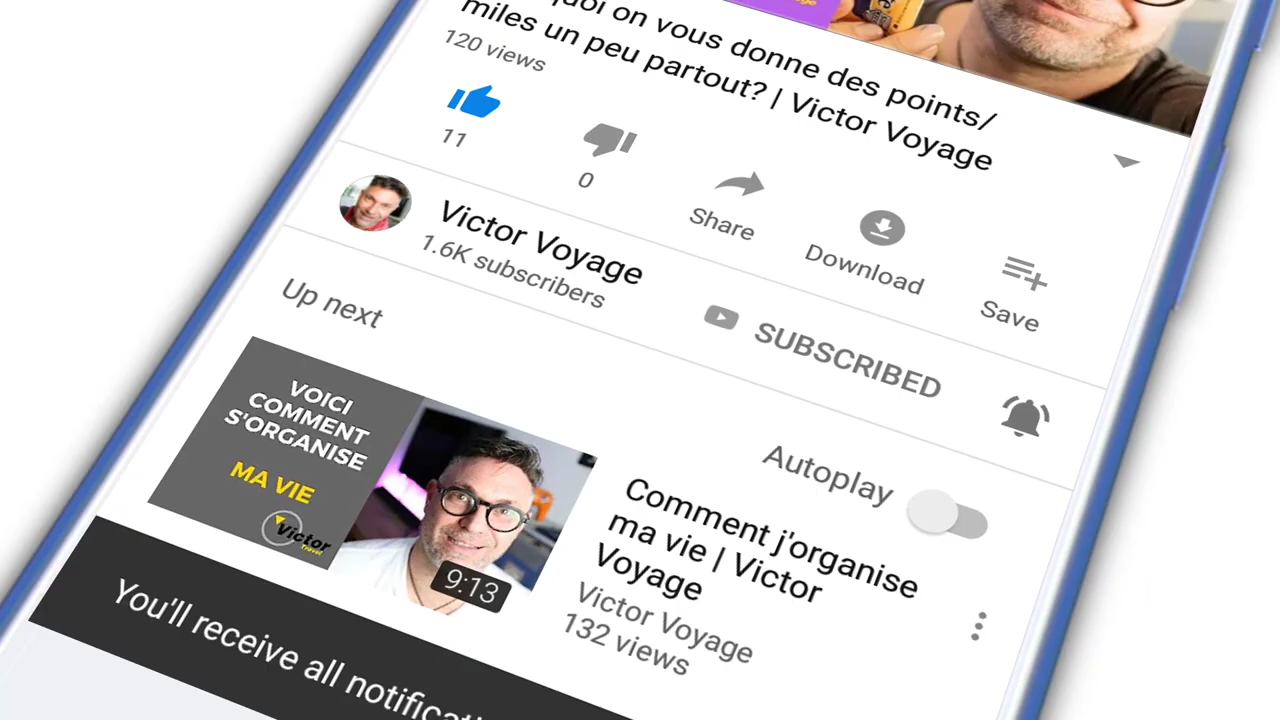 quoi on vous donne des points/
miles un peu partout? | Victor Voyage
120 views
11
0
Share
Download
Save
Victor Voyage
1.6K subscribers
SUBSCRIBED
Up next
Autoplay
VOICI
COMMENT
S'ORGANISE
MA VIE
Victor
Travel
9:13
Comment j'organise
ma vie | Victor
Voyage
Victor Voyage
132 views
You'll receive all notificati